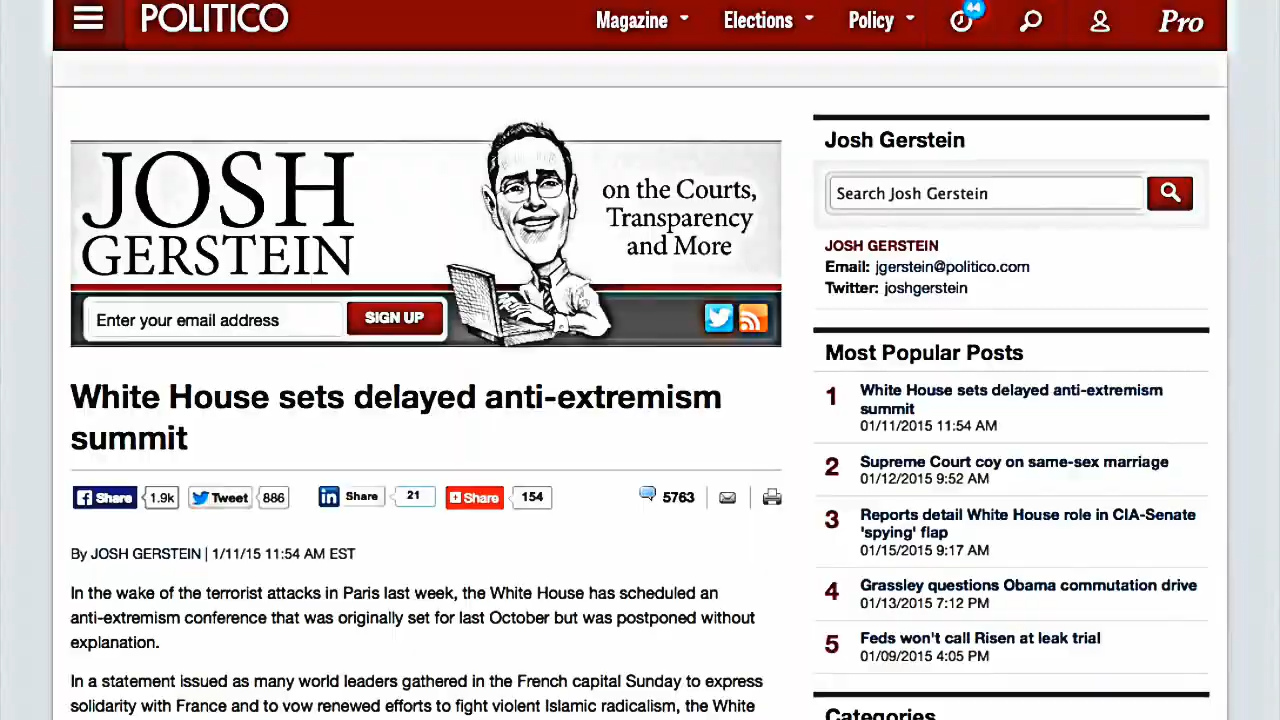 POLITICO
Magazine
Elections
Policy
44
Pro
JOSH
GERSTEIN
on the Courts,
Transparency
and More
Enter your email address
SIGN UP
White House sets delayed anti-extremism
summit
Share 1.9k Tweet 886 Share 21 Share 154 5763
By JOSH GERSTEIN | 1/11/15 11:54 AM EST
In the wake of the terrorist attacks in Paris last week, the White House has scheduled an
anti-extremism conference that was originally set for last October but was postponed without
explanation.
In a statement issued as many world leaders gathered in the French capital Sunday to express
solidarity with France and to vow renewed efforts to fight violent Islamic radicalism, the White
Josh Gerstein
Search Josh Gerstein
JOSH GERSTEIN
Email: jgerstein@politico.com
Twitter: joshgerstein
Most Popular Posts
1 White House sets delayed anti-extremism
summit
01/11/2015 11:54 AM
2 Supreme Court coy on same-sex marriage
01/12/2015 9:52 AM
3 Reports detail White House role in CIA-Senate
'spying' flap
01/15/2015 9:17 AM
4 Grassley questions Obama commutation drive
01/13/2015 7:12 PM
5 Feds won't call Risen at leak trial
01/09/2015 4:05 PM
Categories